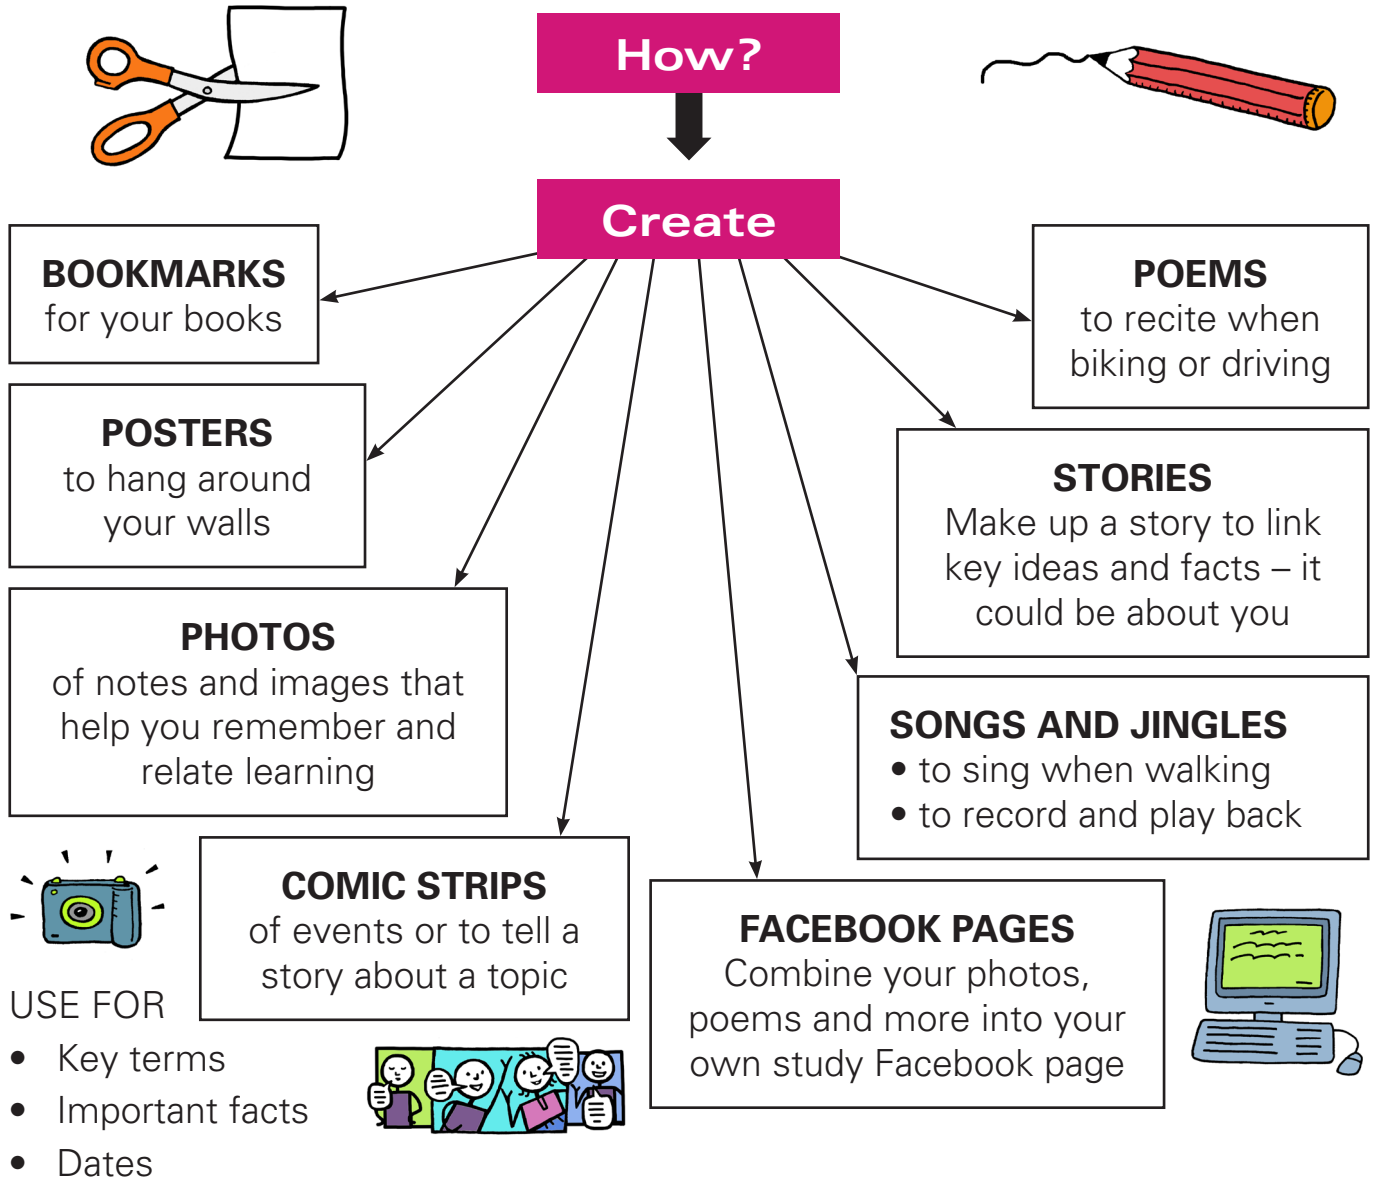 How?
Create
BOOKMARKS
for your books
POSTERS
to hang around
your walls
PHOTOS
of notes and images that
help you remember and
relate learning
COMIC STRIPS
of events or to tell a
story about a topic
FACEBOOK PAGES
Combine your photos,
poems and more into your
own study Facebook page
SONGS AND JINGLES
• to sing when walking
• to record and play back
STORIES
Make up a story to link
key ideas and facts – it
could be about you
POEMS
to recite when
biking or driving
USE FOR
• Key terms
• Important facts
• Dates